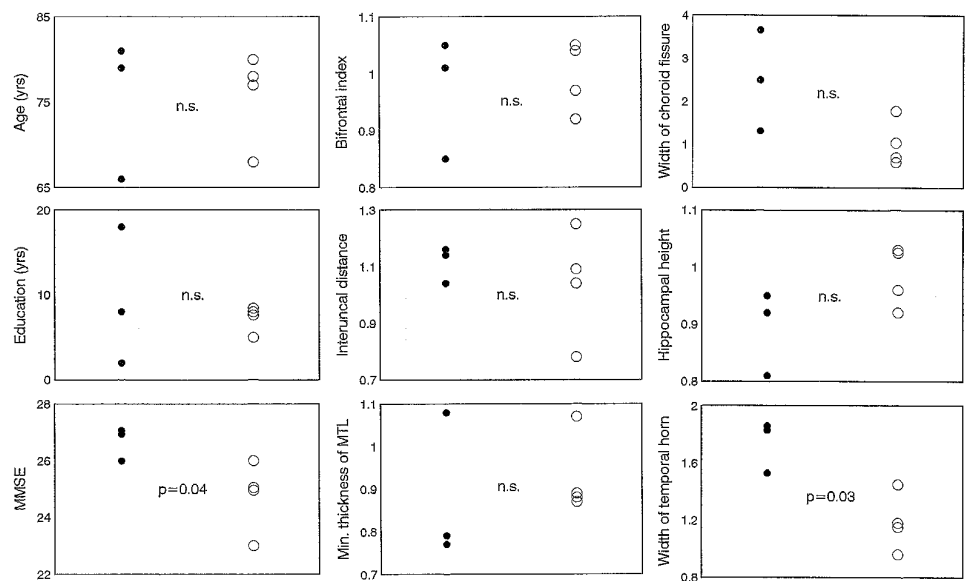 Age (yrs)
85
75
65
n.s.
Bifrontal index
1.1
1
0.9
0.8
n.s.
Width of choroid fissure
4
3
2
1
0
n.s.
Education (yrs)
20
10
0
n.s.
Interuncal distance
1.3
1.1
0.9
0.7
n.s.
Hippocampal height
1.1
1
0.9
0.8
n.s.
MMSE
28
26
24
22
p=0.04
Min. thickness of MTL
1.1
1
0.9
0.8
0.7
n.s.
Width of temporal horn
2
1.6
1.2
0.8
p=0.03